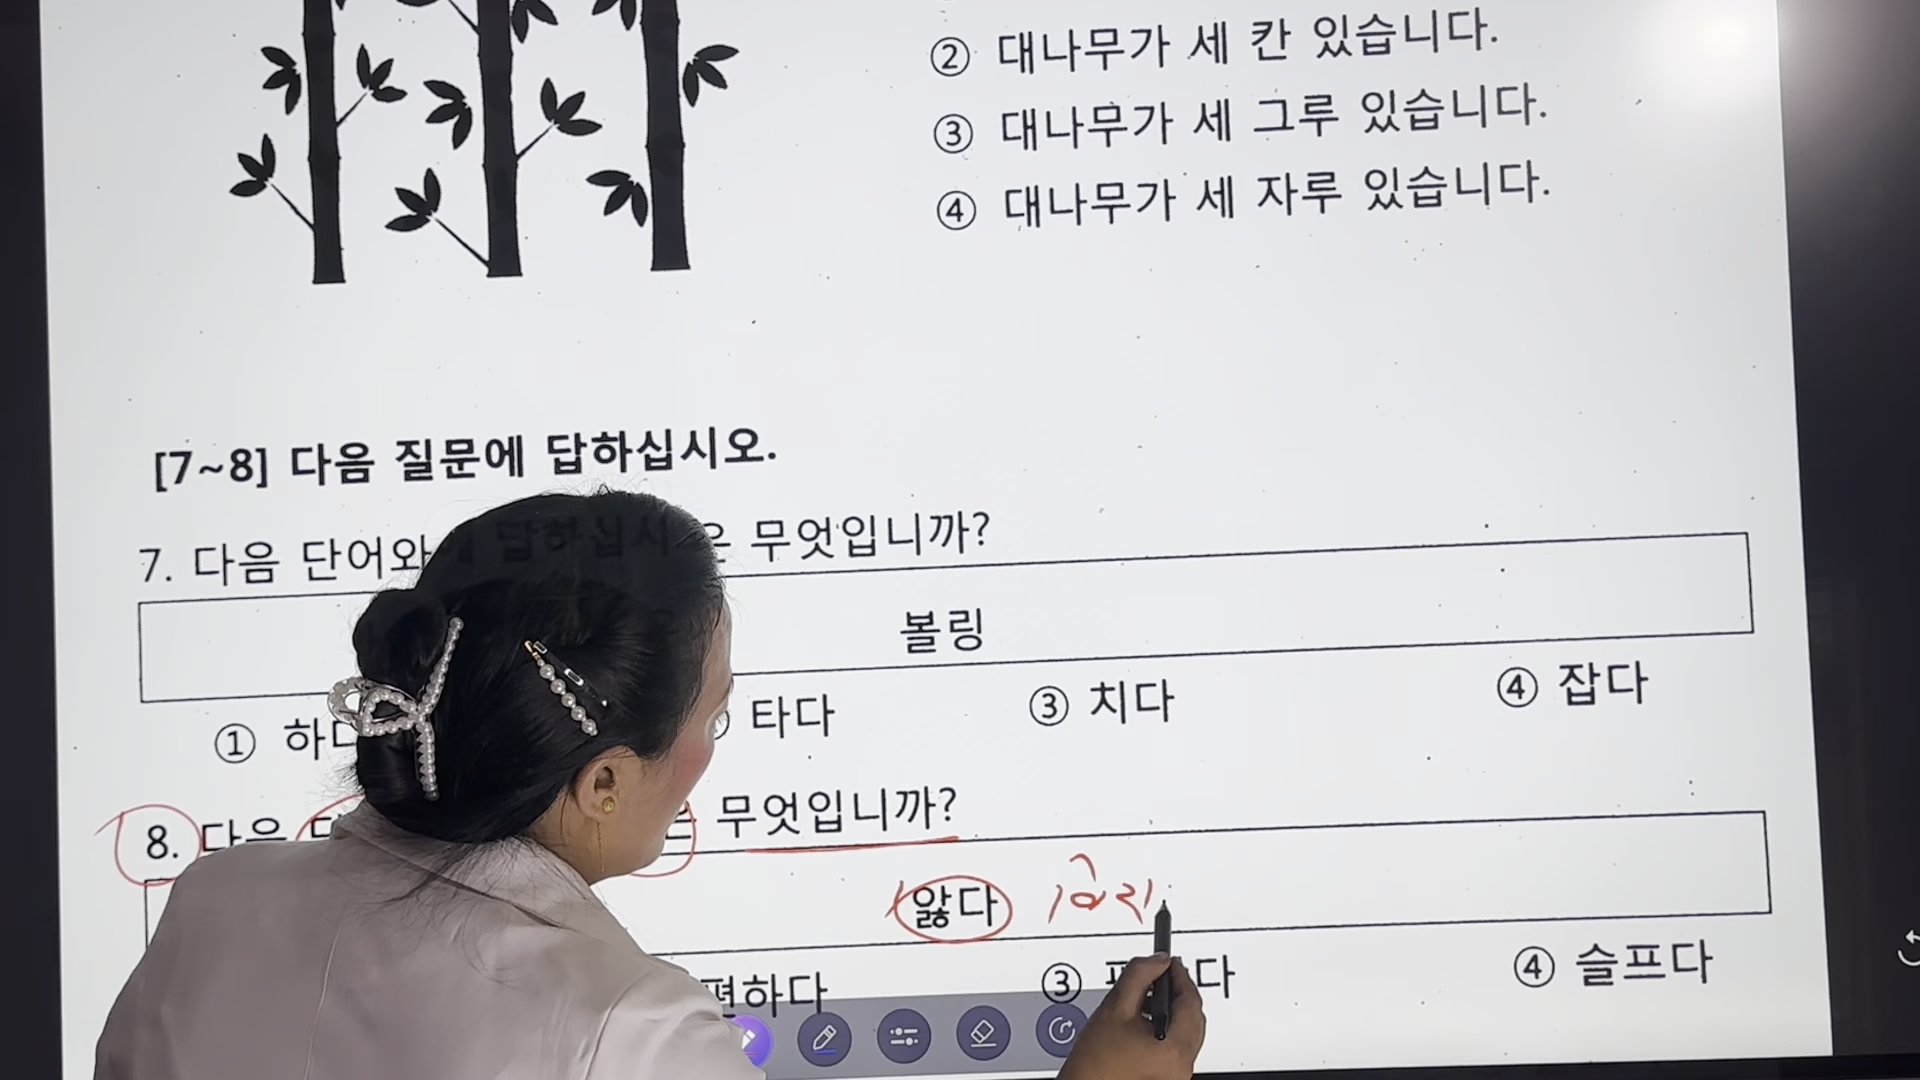 ② 대나무가 세 칸 있습니다.
③ 대나무가 세 그루 있습니다.
④ 대나무가 세 자루 있습니다.
[7~8] 다음 질문에 답하십시오.
7. 다음 단어와 무엇입니까?
볼링
① 타다 ③ 치다 ④ 잡다
8. 다음 무엇입니까?
앓다
편하다 ③ ④ 슬프다